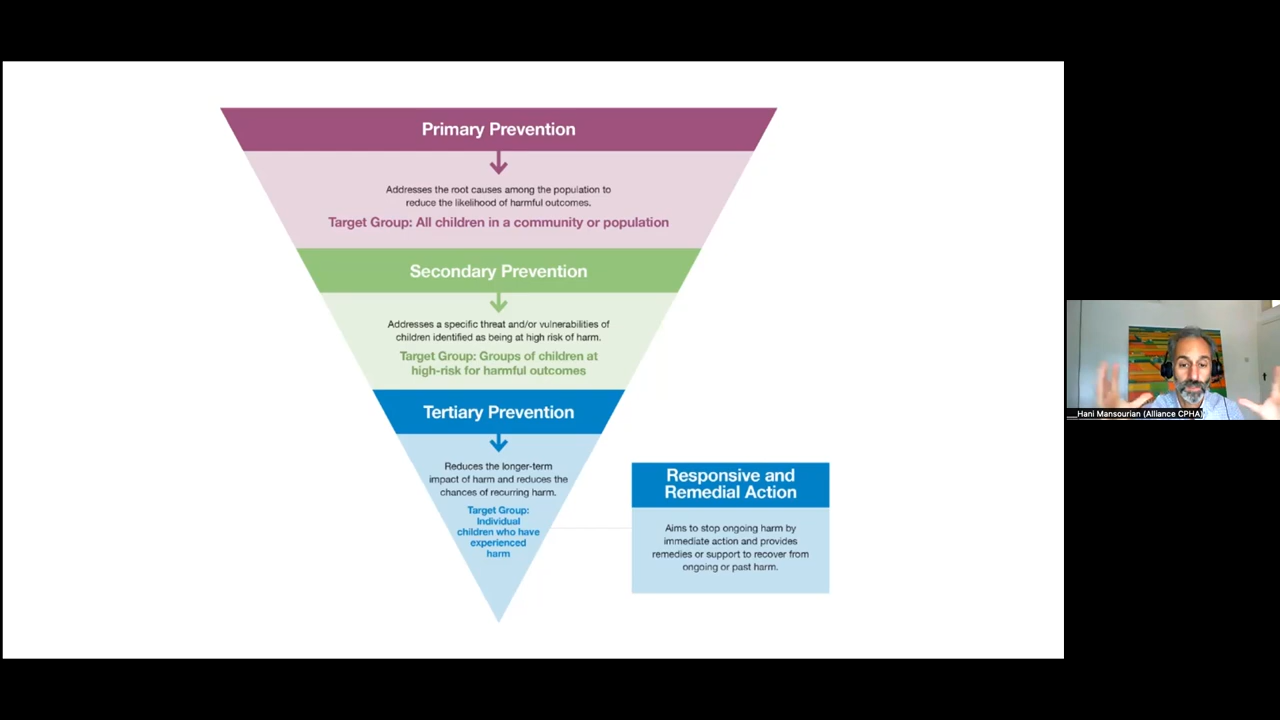 Primary Prevention
Addresses the root causes among the population to
reduce the likelihood of harmful outcomes.
Target Group: All children in a community or population
Secondary Prevention
Addresses a specific threat and/or vulnerabilities of
children identified as being at high risk of harm.
Target Group: Groups of children at
high-risk for harmful outcomes
Tertiary Prevention
Reduces the longer-term
impact of harm and reduces the
chances of recurring harm.
Target Group:
Individual
children who have
experienced
harm
Responsive and
Remedial Action
Aims to stop ongoing harm by
immediate action and provides
remedies or support to recover from
ongoing or past harm.
__Hani Mansourian (Alliance CPHA)